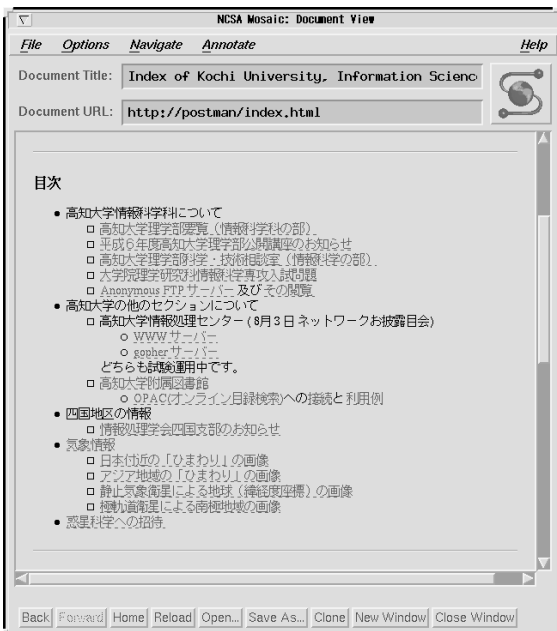 NCSA Mosaic: Document View
File Options Navigate Annotate Help
Document Title: Index of Kochi University, Information Scienc
Document URL: http://postman/index.html
目次
高知大学情報科学科について
高知大学理学部要覧（情報科学科の部）
平成６年度高知大学理学部公開講座のお知らせ
高知大学理学部科学・技術相談室（情報科学の部）
大学院理学研究科情報科学専攻入試問題
Anonymous FTP サーバー 及び その閲覧
高知大学の他のセクションについて
高知大学情報処理センター (8月3日 ネットワークお披露目会)
WWW サーバー
gopher サーバー
どちらも試験運用中です。
高知大学附属図書館
OPAC(オンライン目録検索)への接続と利用例
四国地区の情報
情報処理学会四国支部のお知らせ
気象情報
日本付近の「ひまわり」の画像
アジア地域の「ひまわり」の画像
静止気象衛星による地球（緯経度座標）の画像
極軌道衛星による南極地域の画像
惑星科学への招待
Back Forward Home Reload Open... Save As... Clone New Window Close Window